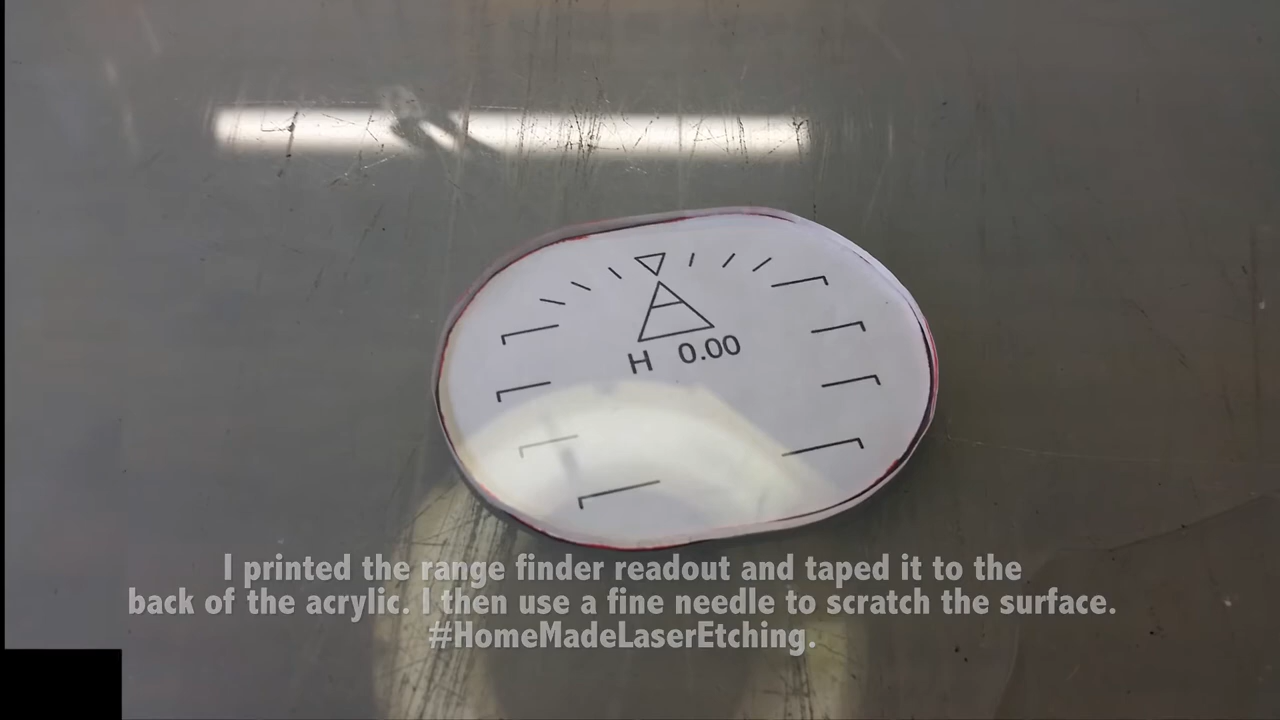 H 0.00
I printed the range finder readout and taped it to the
back of the acrylic. I then use a fine needle to scratch the surface.
#HomeMadeLaserEtching.